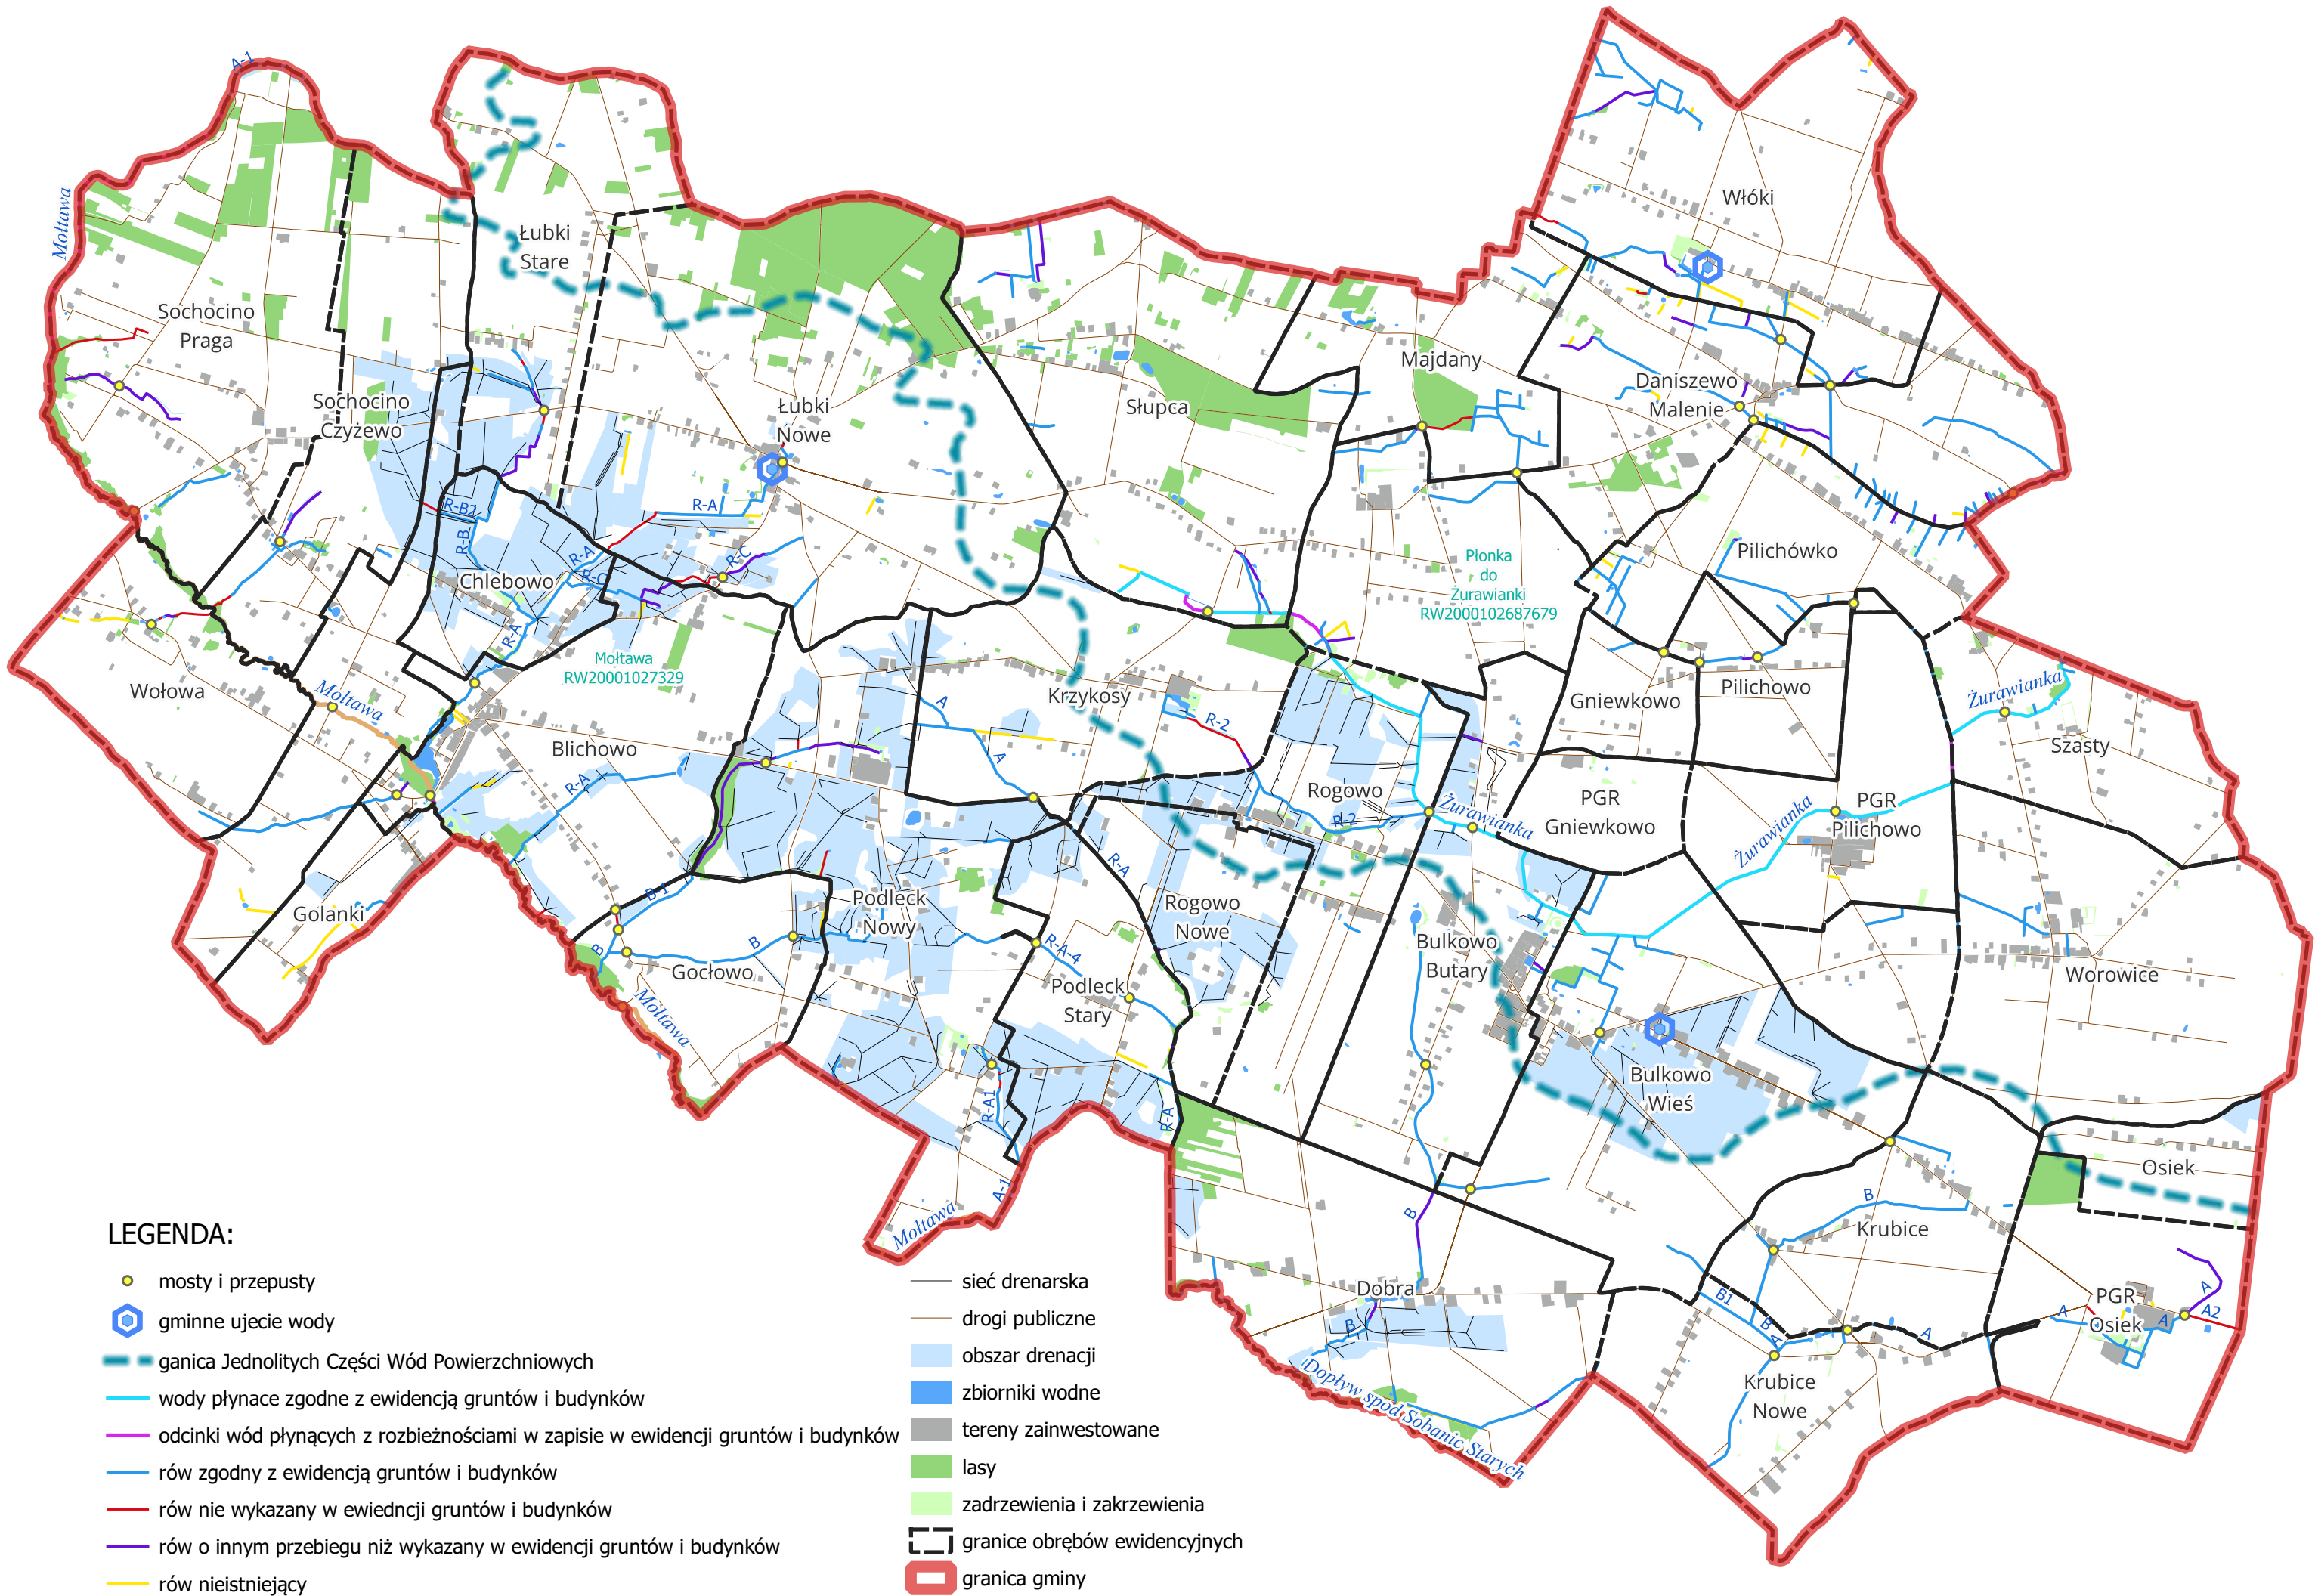 A-1
Mołtawa
Włóki
Łubki
Stare
Sochocino
Praga
Majdany
Daniszewo
Malenie
Sochocino
Czyżewo
Łubki
Nowe
Słupca
R-B2
R-A
R-B
R-A
R-C
R-C
Chlebowo
Płonka
do
Żurawianki
RW2000102687679
Pilichówko
R-A
Mołtawa
RW20001027329
Wołowa
Mołtawa
Krzykosy
A
R-2
Gniewkowo
Pilichowo
Żurawianka
Szasty
Blichowo
A
R-A
Rogowo
R-2
Żurawianka
PGR
Gniewkowo
Żurawianka
PGR
Pilichowo
R-A
B-1
Golanki
Podleck
Nowy
Rogowo
Nowe
B
B
Gocłowo
R-A-4
Bulkowo
Butary
Worowice
Podleck
Stary
Mołtawa
Bulkowo
Wieś
R-A1
R-A
Osiek
A-1
Mołtawa
B
B
Krubice
Dobra
B
B1
B
A
A
PGR
Osiek
A
A
A
A2
Dopływ spod Sobanic Starych
Krubice
Nowe
LEGENDA:
mosty i przepusty
gminne ujecie wody
ganica Jednolitych Części Wód Powierzchniowych
wody płynace zgodne z ewidencją gruntów i budynków
odcinki wód płynących z rozbieżnościami w zapisie w ewidencji gruntów i budynków
rów zgodny z ewidencją gruntów i budynków
rów nie wykazany w ewiedncji gruntów i budynków
rów o innym przebiegu niż wykazany w ewidencji gruntów i budynków
rów nieistniejący
sieć drenarska
drogi publiczne
obszar drenacji
zbiorniki wodne
tereny zainwestowane
lasy
zadrzewienia i zakrzewienia
granice obrębów ewidencyjnych
granica gminy